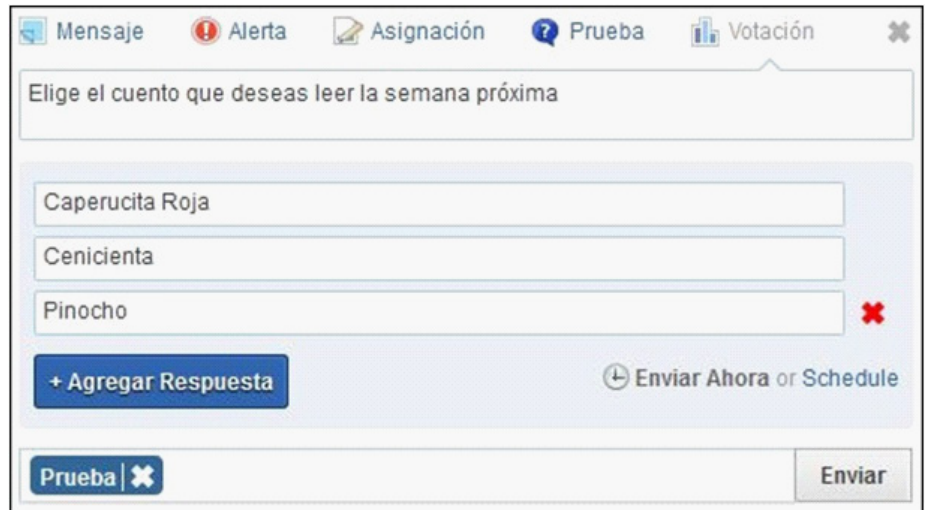 Mensaje Alerta Asignación Prueba Votación
Elige el cuento que deseas leer la semana próxima
Caperucita Roja
Cenicienta
Pinocho
+ Agregar Respuesta Enviar Ahora or Schedule
Prueba Enviar